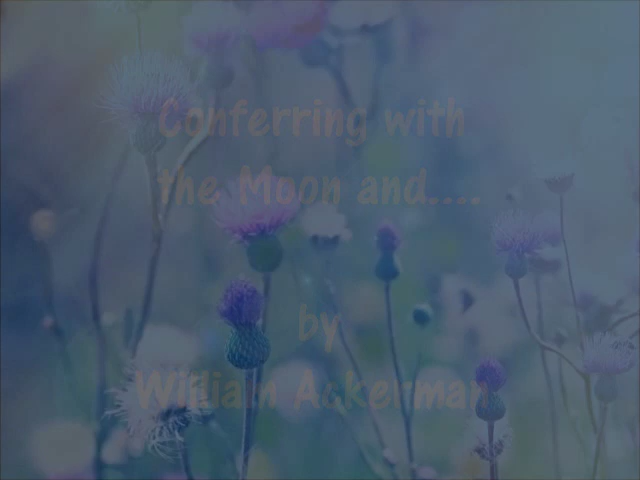 Conferring with
the Moon and....
by
William Ackerman